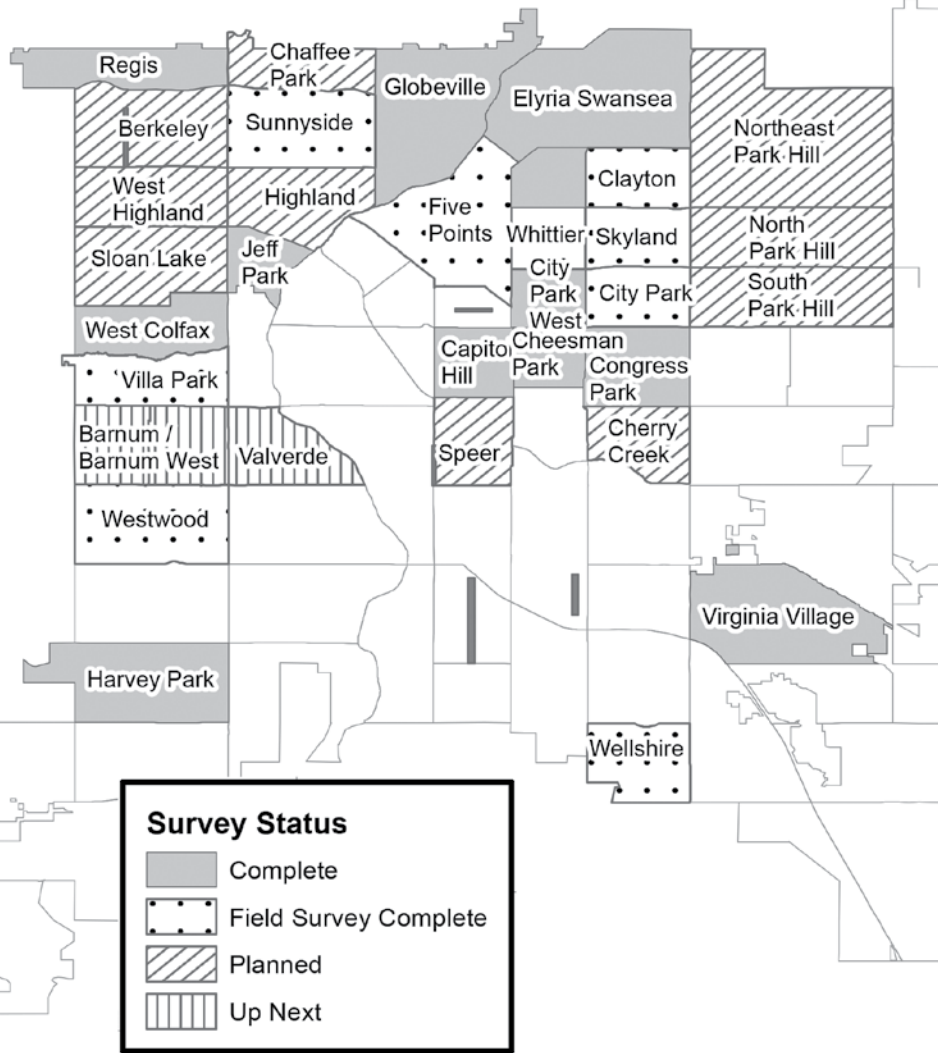 Regis
Chaffee
Park
Globeville
Elyria Swansea
Berkeley
Sunnyside
Northeast
Park Hill
West
Highland
Highland
Five
Points
Clayton
Whittier
Skyland
North
Park Hill
Sloan Lake
Jeff
Park
City
Park
West
City Park
South
Park Hill
West Colfax
Capitol
Hill
Cheesman
Park
Congress
Park
Villa Park
Barnum /
Barnum West
Valverde
Speer
Cherry
Creek
Westwood
Virginia Village
Harvey Park
Wellshire
Survey Status
Complete
Field Survey Complete
Planned
Up Next